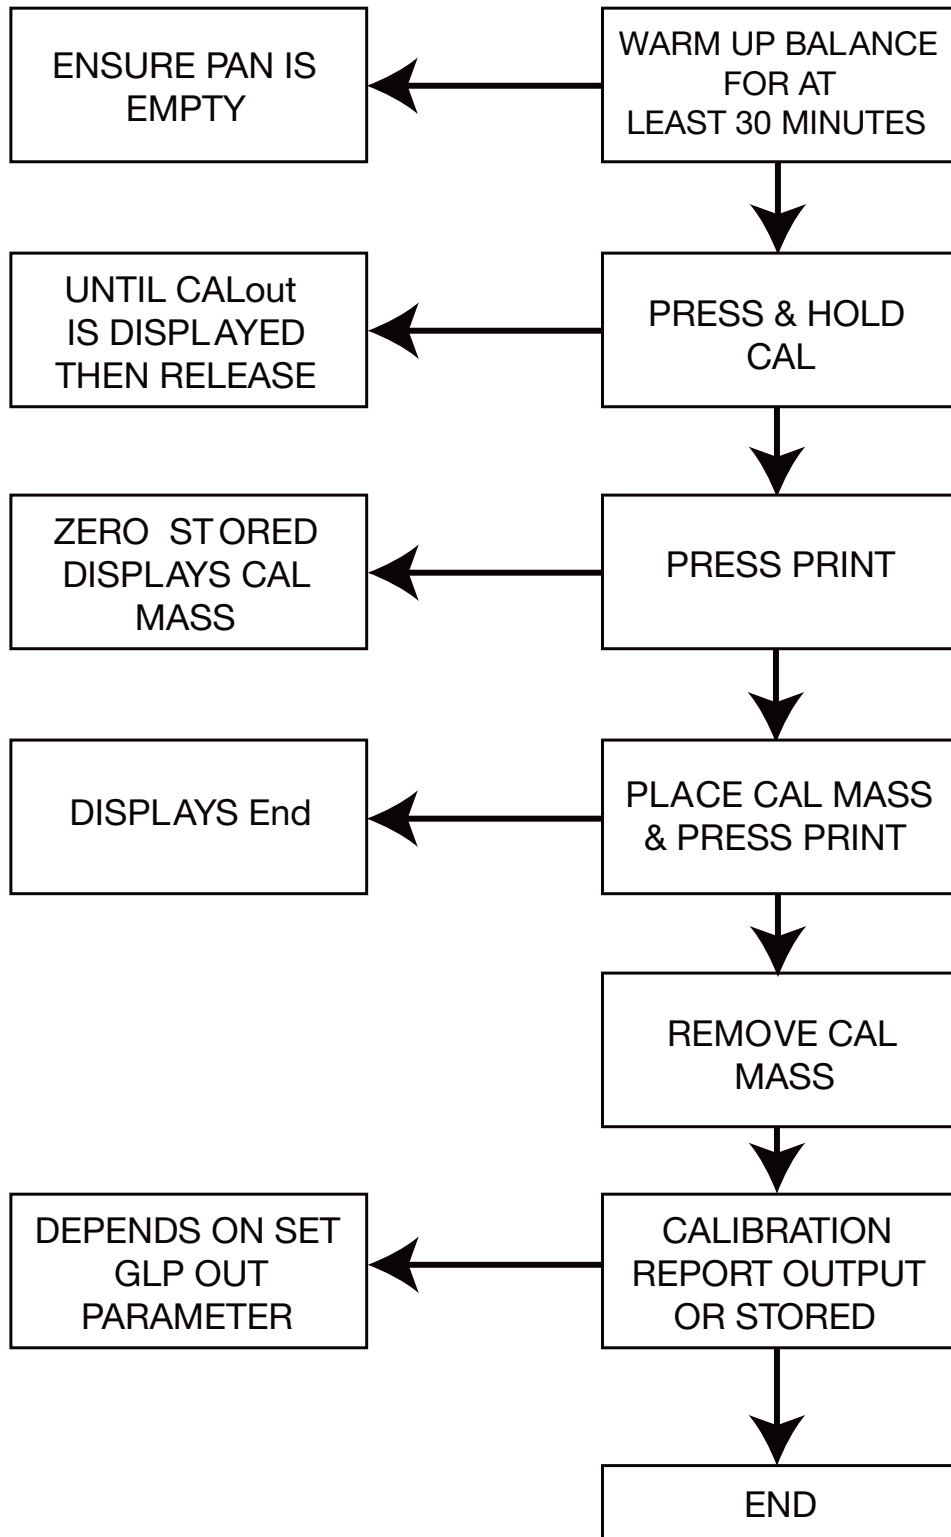 ENSURE PAN IS
EMPTY
WARM UP BALANCE
FOR AT
LEAST 30 MINUTES
UNTIL CALout
IS DISPLAYED
THEN RELEASE
PRESS & HOLD
CAL
ZERO STORED
DISPLAYS CAL
MASS
PRESS PRINT
DISPLAYS End
PLACE CAL MASS
& PRESS PRINT
REMOVE CAL
MASS
DEPENDS ON SET
GLP OUT
PARAMETER
CALIBRATION
REPORT OUTPUT
OR STORED
END